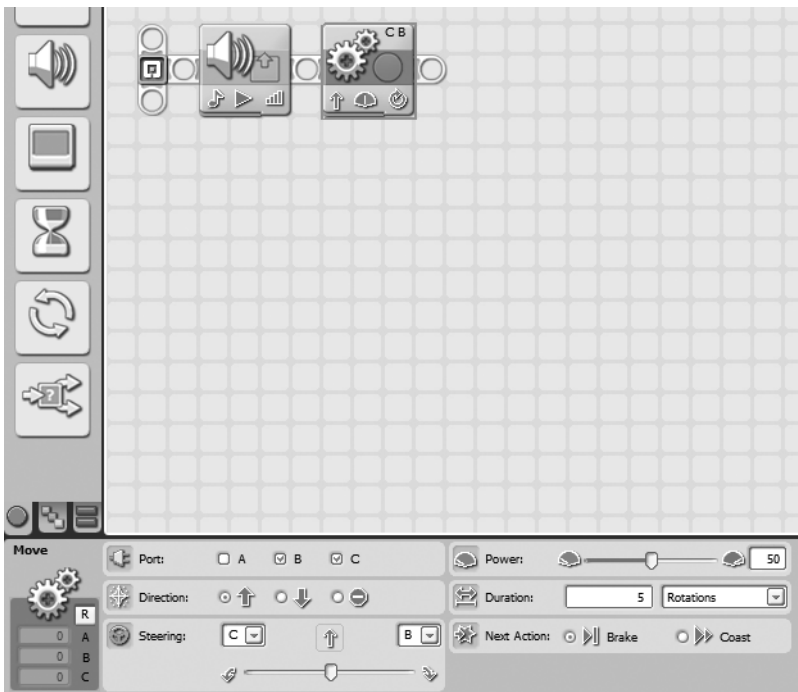 C B
Move
Port: A B C Power: 50
R
Direction: Duration: 5 Rotations
0 A Steering: C B Next Action: Brake Coast
0 B
0 C